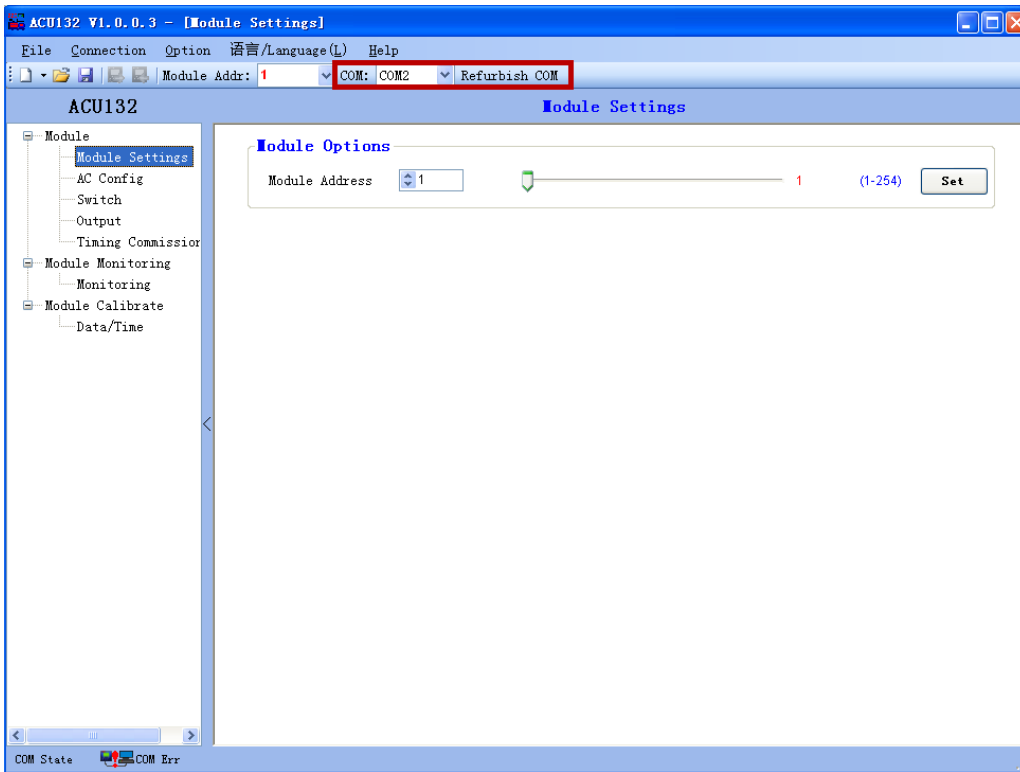 ACU132 V1.0.0.3 - [Module Settings]
File Connection Option 语言/Language(L) Help
Module Addr: 1 COM: COM2 Refurbish COM
ACU132 Module Settings
Module
Module Settings
AC Config
Switch
Output
Timing Commission
Module Monitoring
Monitoring
Module Calibrate
Data/Time
Module Options
Module Address 1 1 (1-254) Set
COM State COM Err